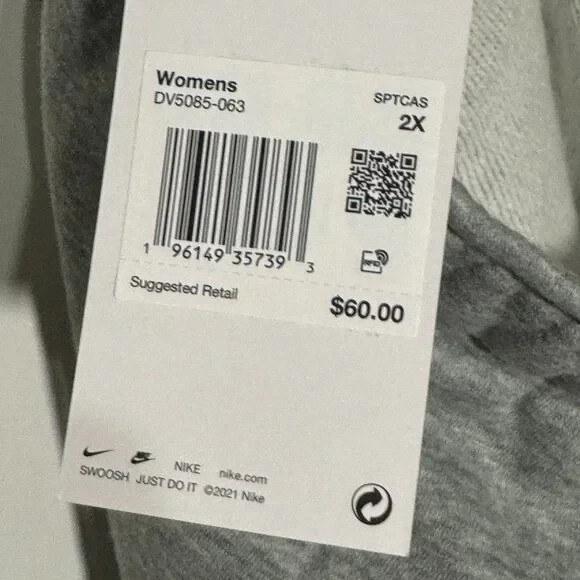 Womens
DV5085-063
SPTCAS
2X
1 96149 35739 3
RFID
Suggested Retail
$60.00
NIKE nike.com
SWOOSH JUST DO IT ©2021 Nike